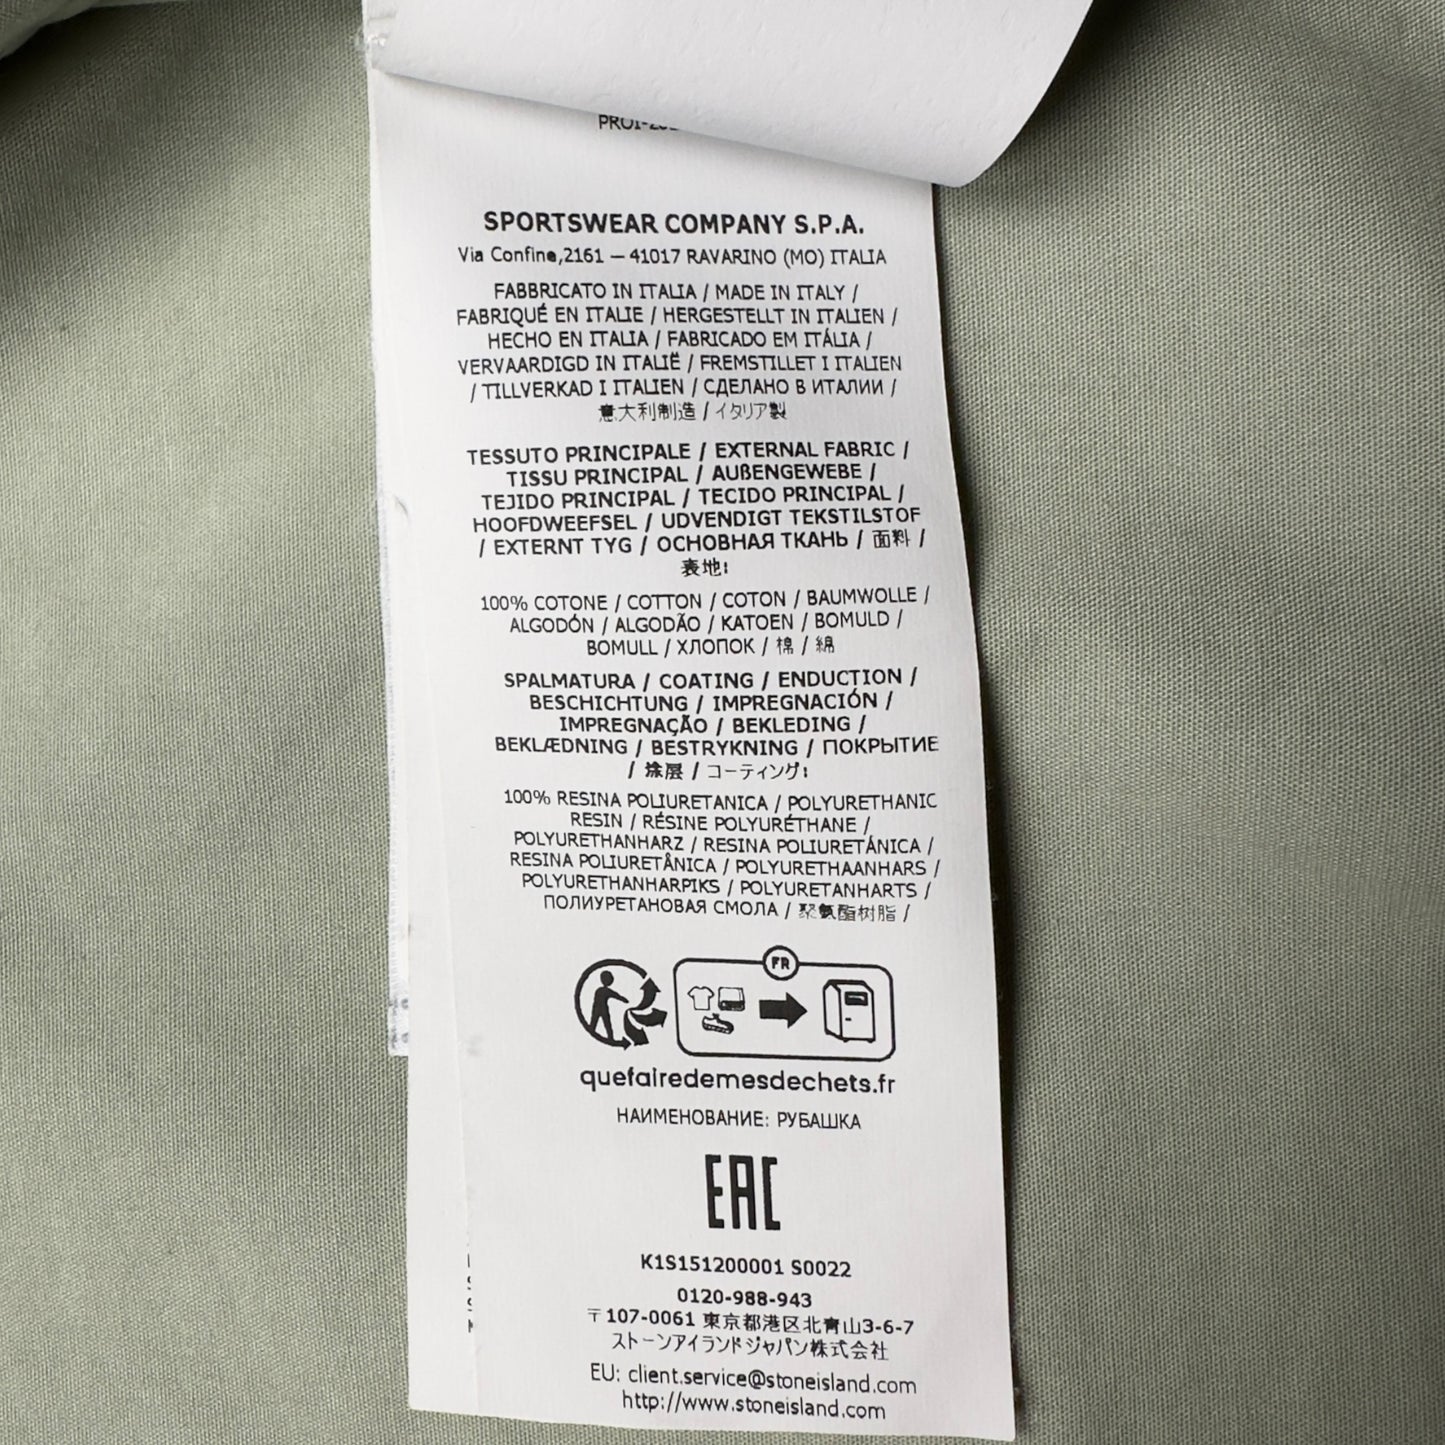 SPORTSWEAR COMPANY S.P.A.
Via Confine,2161 – 41017 RAVARINO (MO) ITALIA
FABBRICATO IN ITALIA / MADE IN ITALY /
FABRIQUÉ EN ITALIE / HERGESTELLT IN ITALIEN /
HECHO EN ITALIA / FABRICADO EM ITÁLIA /
VERVAARDIGD IN ITALIË / FREMSTILLET I ITALIEN
/ TILLVERKAD I ITALIEN / СДЕЛАНО В ИТАЛИИ /
意大利制造 / イタリア製
TESSUTO PRINCIPALE / EXTERNAL FABRIC /
TISSU PRINCIPAL / AUßENGEWEBE /
TEJIDO PRINCIPAL / TECIDO PRINCIPAL /
HOOFDWEEFSEL / UDVENDIGT TEKSTILSTOF
/ EXTERNT TYG / ОСНОВНАЯ ТКАНЬ / 面料 /
表地:
100% COTONE / COTTON / COTON / BAUMWOLLE /
ALGODÓN / ALGODÃO / KATOEN / BOMULD /
BOMULL / ХЛОПОК / 棉 / 綿
SPALMATURA / COATING / ENDUCTION /
BESCHICHTUNG / IMPREGNACIÓN /
IMPREGNAÇÃO / BEKLEDING /
BEKLÆDNING / BESTRYKNING / ПОКРЫТИЕ
/ 涂层 / コーティング:
100% RESINA POLIURETANICA / POLYURETHANIC
RESIN / RÉSINE POLYURÉTHANE /
POLYURETHANHARZ / RESINA POLIURETÁNICA /
RESINA POLIURETÂNICA / POLYURETHAANHARS /
POLYURETHANHARPIKS / POLYURETANHARTS /
ПОЛИУРЕТАНОВАЯ СМОЛА / 聚氨酯树脂 /
FR
quefairedemesdechets.fr
НАИМЕНОВАНИЕ: РУБАШКА
EAC
K1S151200001 S0022
0120-988-943
〒107-0061 東京都港区北青山3-6-7
ストーンアイランドジャパン株式会社
EU: client.service@stoneisland.com
http://www.stoneisland.com